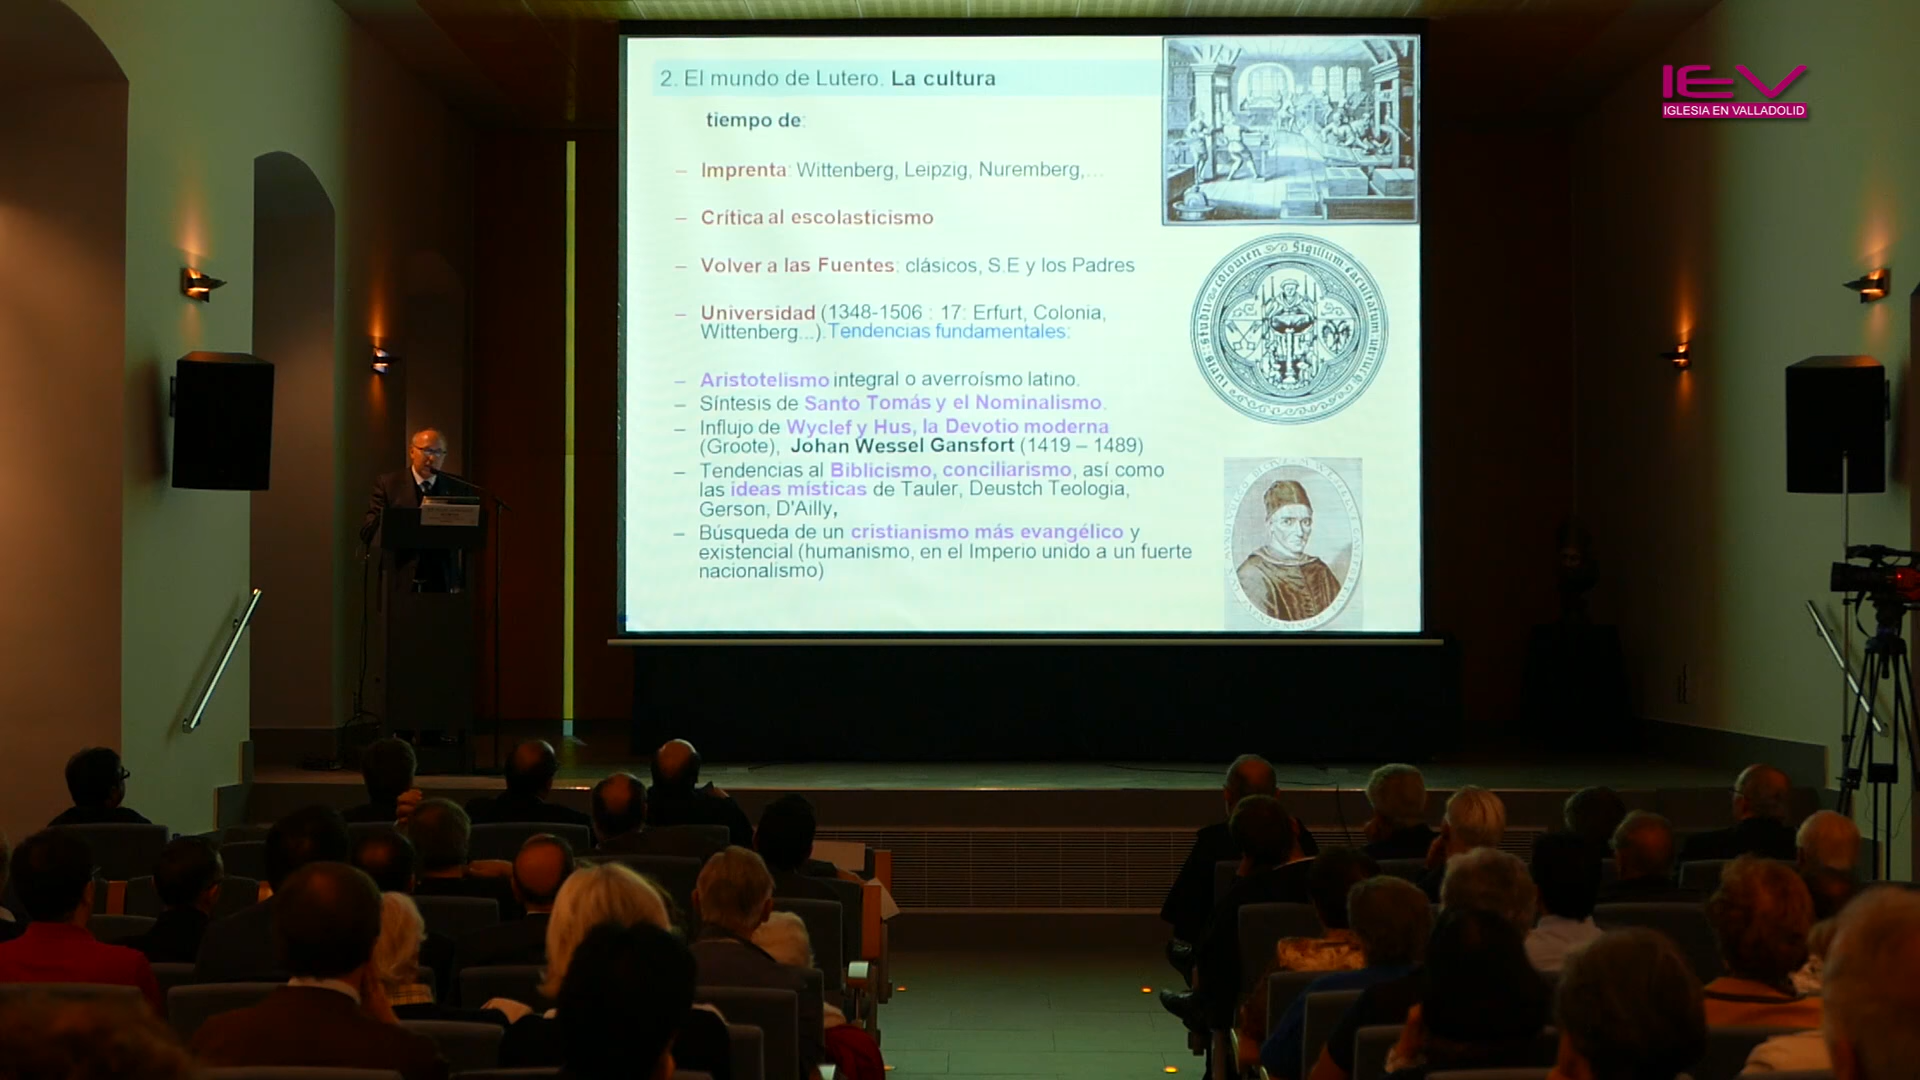 IEV
IGLESIA EN VALLADOLID
2. El mundo de Lutero. La cultura
tiempo de:
– Imprenta: Wittenberg, Leipzig, Nuremberg,...
– Crítica al escolasticismo
– Volver a las Fuentes: clásicos, S.E y los Padres
– Universidad (1348-1506 : 17: Erfurt, Colonia,
Wittenberg...).Tendencias fundamentales:
– Aristotelismo integral o averroísmo latino.
– Síntesis de Santo Tomás y el Nominalismo.
– Influjo de Wyclef y Hus, la Devotio moderna
(Groote), Johan Wessel Gansfort (1419 – 1489)
– Tendencias al Biblicismo, conciliarismo, así como
las ideas místicas de Tauler, Deustch Teologia,
Gerson, D'Ailly,
– Búsqueda de un cristianismo más evangélico y
existencial (humanismo, en el Imperio unido a un fuerte
nacionalismo)